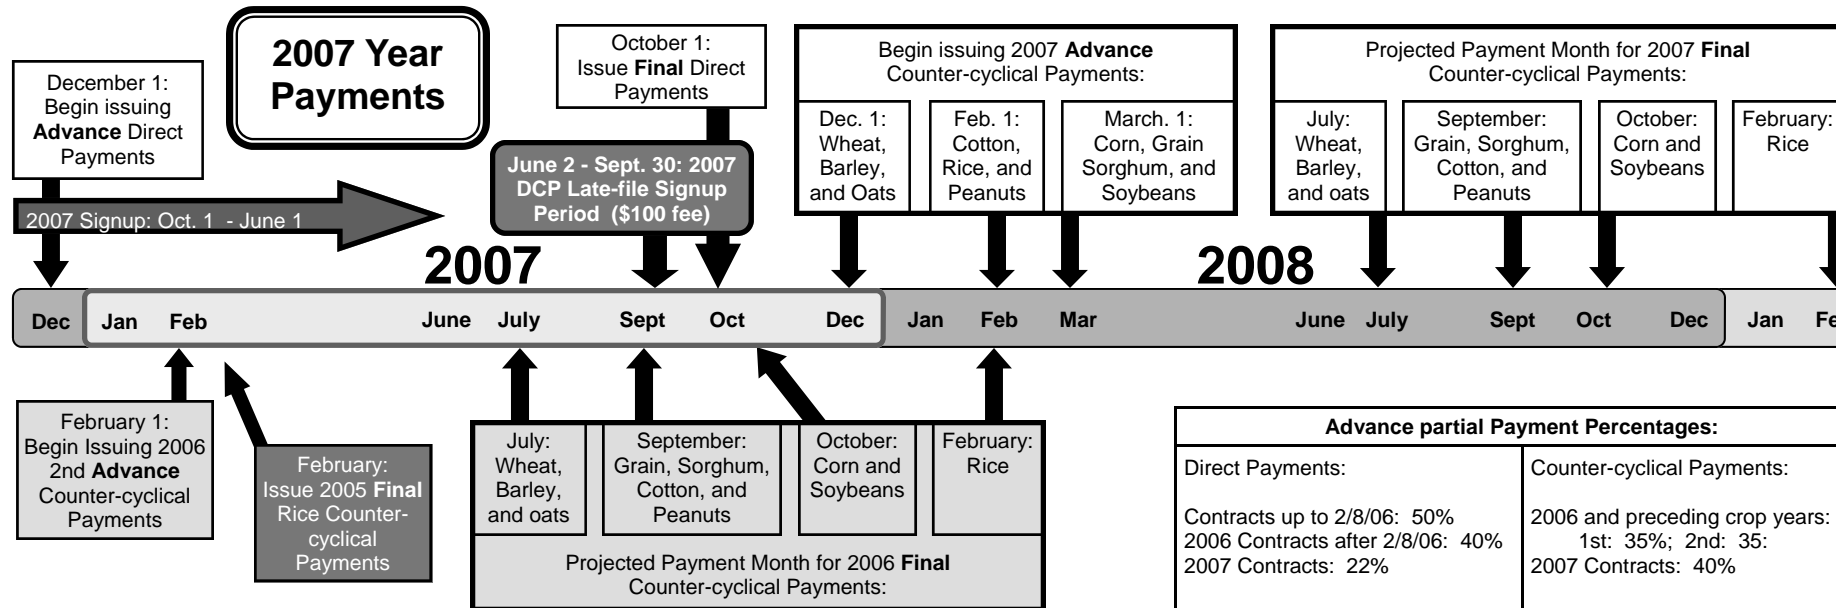 2007 Year
Payments
December 1:
Begin issuing
Advance Direct
Payments
2007 Signup: Oct. 1  - June 1
October 1:
Issue Final Direct
Payments
June 2 - Sept. 30: 2007
DCP Late-file Signup
Period  ($100 fee)
Begin issuing 2007 Advance
Counter-cyclical Payments:
Dec. 1:
Wheat,
Barley,
and Oats
Feb. 1:
Cotton,
Rice, and
Peanuts
March. 1:
Corn, Grain
Sorghum, and
Soybeans
Projected Payment Month for 2007 Final
Counter-cyclical Payments:
July:
Wheat,
Barley,
and oats
September:
Grain, Sorghum,
Cotton, and
Peanuts
October:
Corn and
Soybeans
February:
Rice
2007
2008
Dec Jan Feb June July Sept Oct Dec Jan Feb Mar June July Sept Oct Dec Jan Fe
February 1:
Begin Issuing 2006
2nd Advance
Counter-cyclical
Payments
February:
Issue 2005 Final
Rice Counter-
cyclical
Payments
July:
Wheat,
Barley,
and oats
September:
Grain, Sorghum,
Cotton, and
Peanuts
October:
Corn and
Soybeans
February:
Rice
Projected Payment Month for 2006 Final
Counter-cyclical Payments:
Advance partial Payment Percentages:
Direct Payments:
Contracts up to 2/8/06:  50%
2006 Contracts after 2/8/06:  40%
2007 Contracts:  22%
Counter-cyclical Payments:
2006 and preceding crop years:
1st:  35%;  2nd:  35:
2007 Contracts:  40%